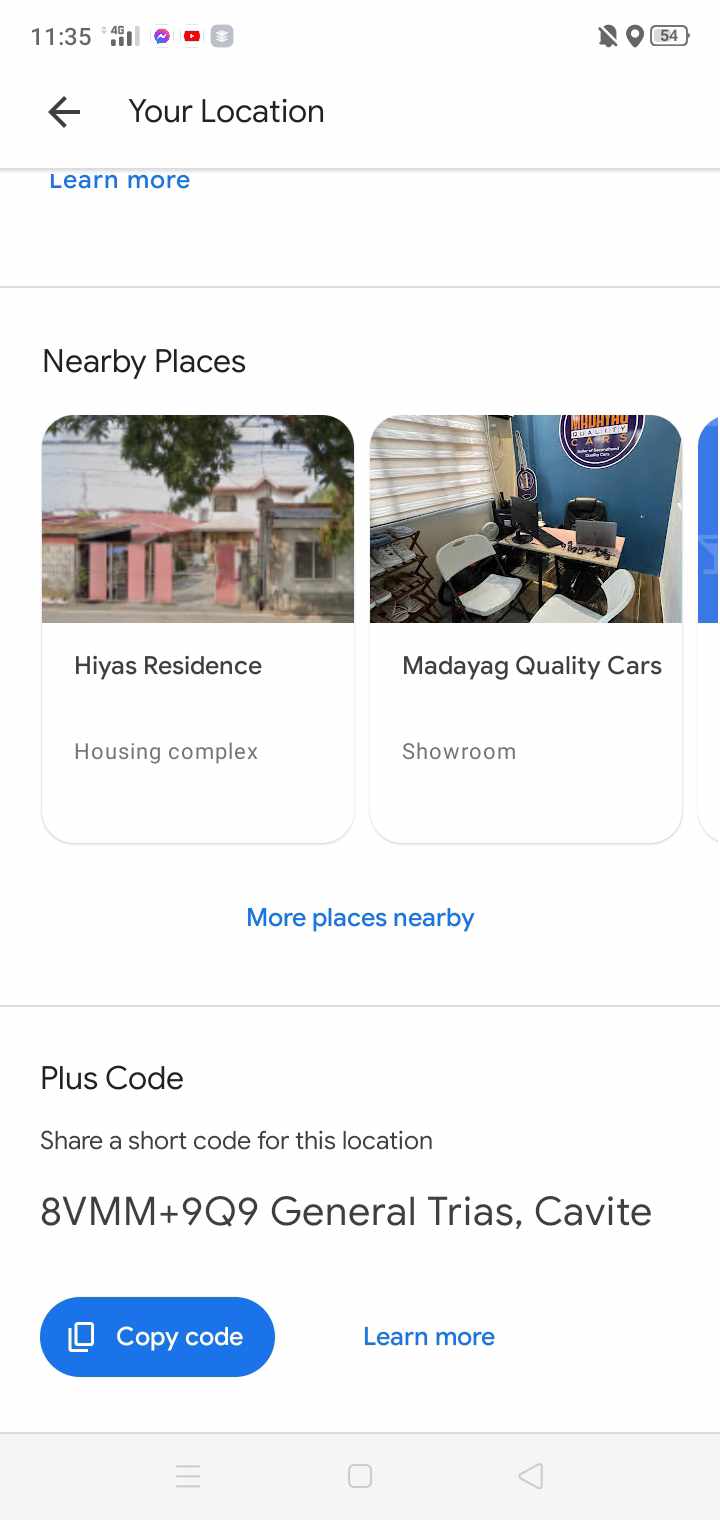 11:35 4G 54
Your Location
Learn more
Nearby Places
MADAYAG
QUALITY
CARS
Hiyas Residence
Madayag Quality Cars
Housing complex
Showroom
More places nearby
Plus Code
Share a short code for this location
8VMM+9Q9 General Trias, Cavite
Copy code
Learn more